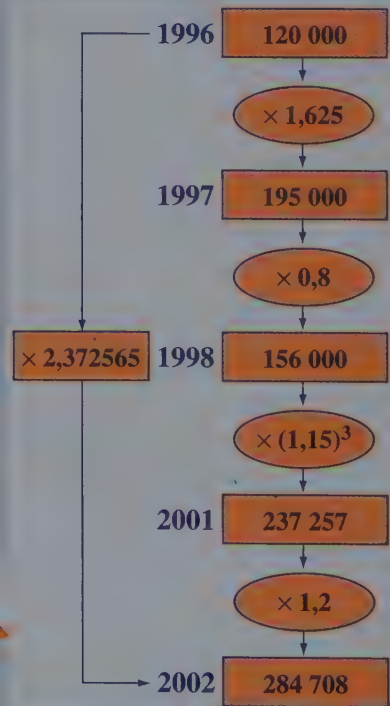 1996 120 000
× 1,625
1997 195 000
× 0,8
× 2,372565 1998 156 000
× (1,15)³
2001 237 257
× 1,2
2002 284 708